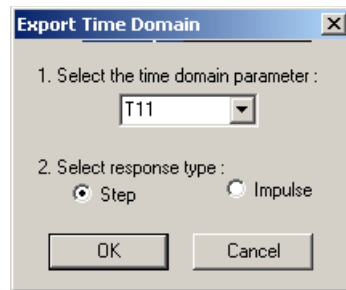 Export Time Domain
1. Select the time domain parameter :
T11
2. Select response type :
Step Impulse
OK Cancel